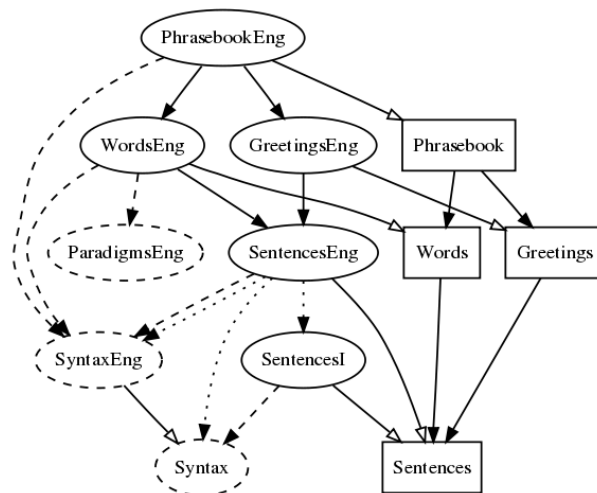 PhrasebookEng
WordsEng
GreetingsEng
Phrasebook
ParadigmsEng
SentencesEng
Words
Greetings
SyntaxEng
SentencesI
Syntax
Sentences